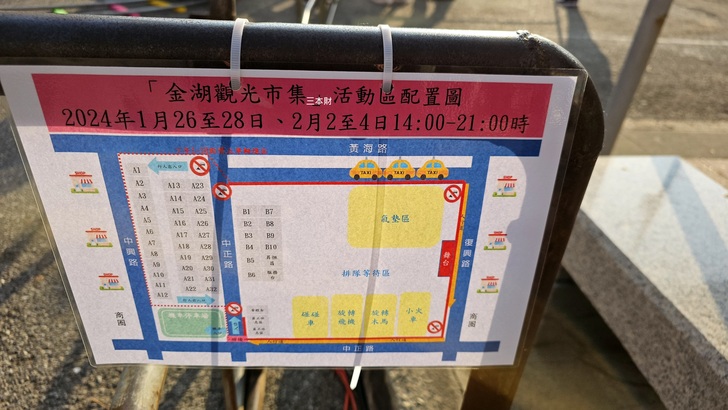 「金湖觀光市集」活動區配置圖
三本財
2024年1月26至28日、2月2至4日14:00-21:00時
黃海路
TAXI TAXI TAXI
A1
A2 A13 A23
A3 A14 A24
A4 A15 A25
A5 A16 A26
A6 A17 A27
A7 A18 A28
A8 A19 A29
A9 A20 A30
A10 A21 A31
A11 A22 A32
A12
中興路
中正路
B1 B7
B2 B8
B3 B9
B4 B10
B5
B6
氣墊區
舞台
復興路
排隊等待區
碰碰車
旋轉飛機
旋轉木馬
小火車
商圈
商圈
中正路